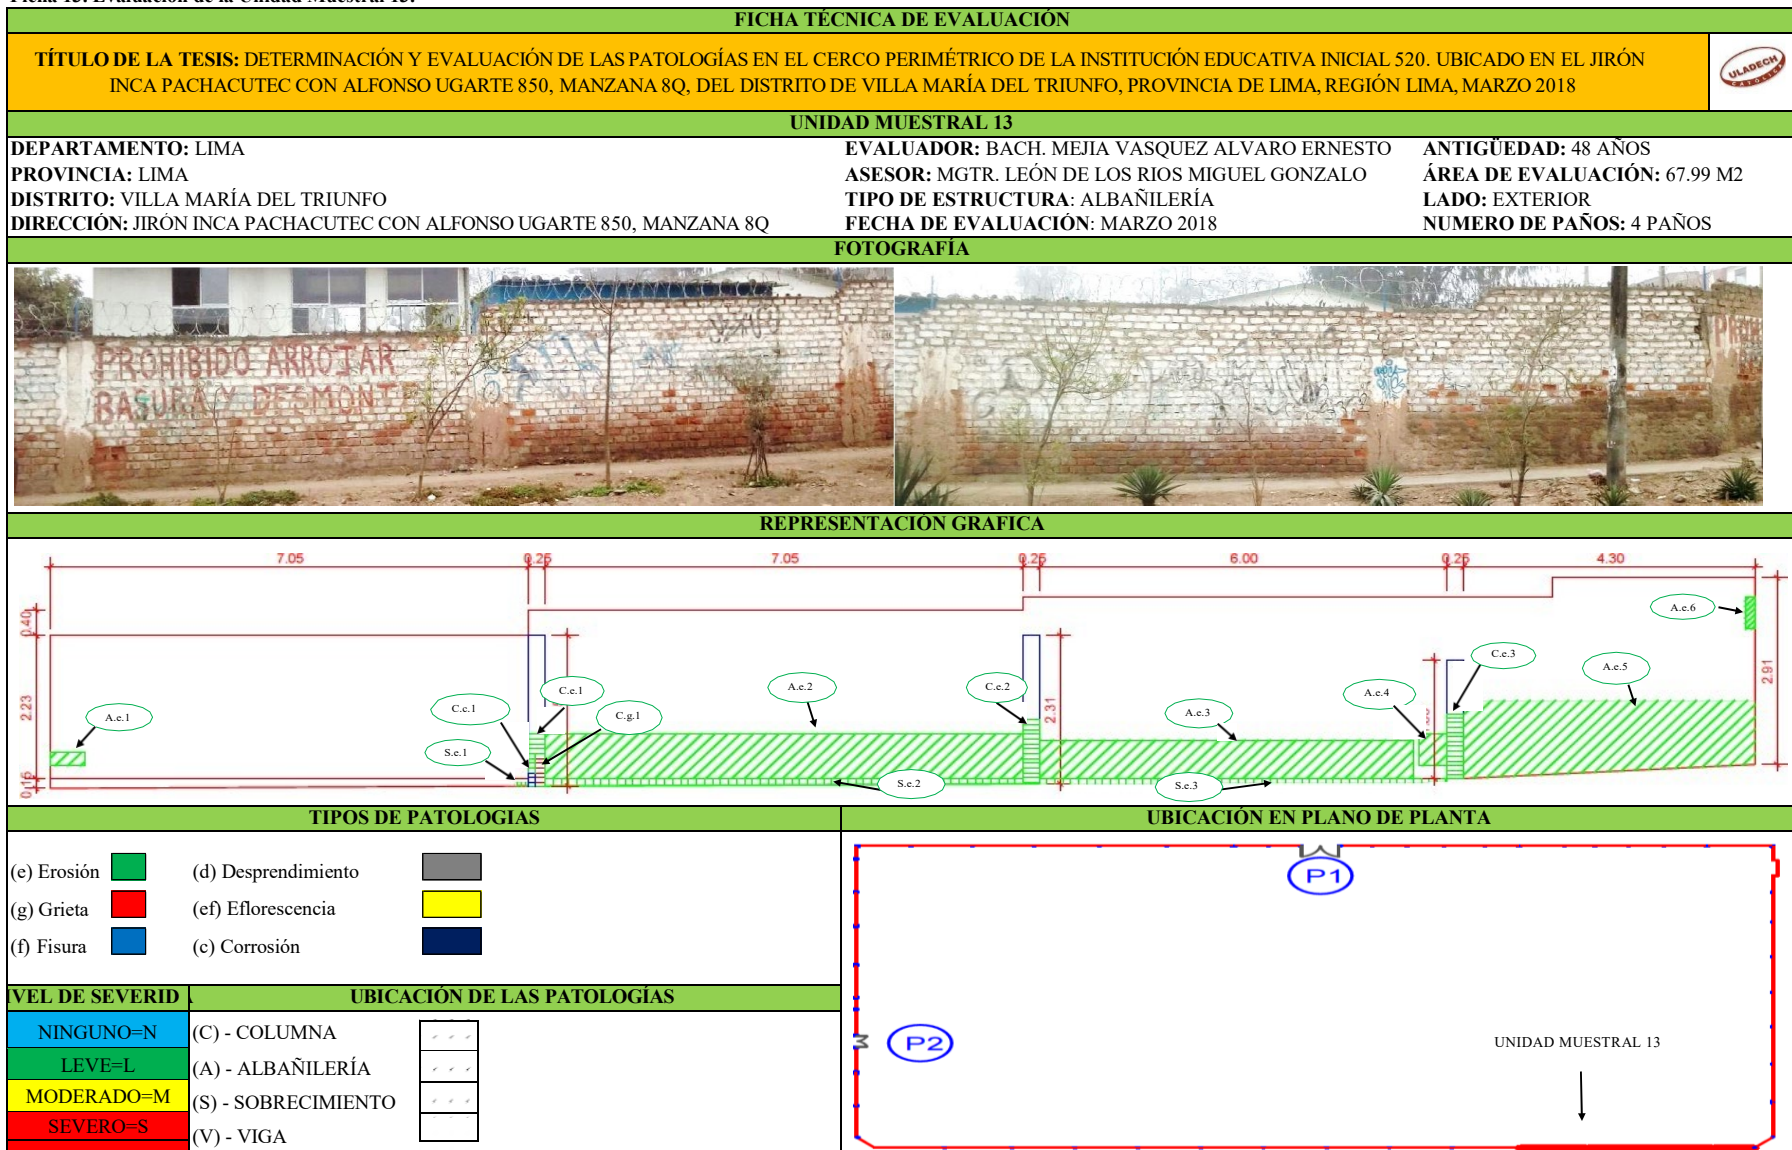 FICHA TÉCNICA DE EVALUACIÓN
TÍTULO DE LA TESIS: DETERMINACIÓN Y EVALUACIÓN DE LAS PATOLOGÍAS EN EL CERCO PERIMÉTRICO DE LA INSTITUCIÓN EDUCATIVA INICIAL 520. UBICADO EN EL JIRÓN
INCA PACHACUTEC CON ALFONSO UGARTE 850, MANZANA 8Q, DEL DISTRITO DE VILLA MARÍA DEL TRIUNFO, PROVINCIA DE LIMA, REGIÓN LIMA, MARZO 2018
ULADECH
CATOLICA
UNIDAD MUESTRAL 13
DEPARTAMENTO: LIMA
PROVINCIA: LIMA
DISTRITO: VILLA MARÍA DEL TRIUNFO
DIRECCIÓN: JIRÓN INCA PACHACUTEC CON ALFONSO UGARTE 850, MANZANA 8Q
EVALUADOR: BACH. MEJIA VASQUEZ ALVARO ERNESTO
ASESOR: MGTR. LEÓN DE LOS RIOS MIGUEL GONZALO
TIPO DE ESTRUCTURA: ALBAÑILERÍA
FECHA DE EVALUACIÓN: MARZO 2018
ANTIGÜEDAD: 48 AÑOS
ÁREA DE EVALUACIÓN: 67.99 M2
LADO: EXTERIOR
NUMERO DE PAÑOS: 4 PAÑOS
FOTOGRAFÍA
PROHIBIDO ARROJAR
BASURA Y DESMONTE
REPRESENTACIÓN GRAFICA
7.05 0.25 7.05 0.25 6.00 0.25 4.30
0.40
2.23
0.15
2.31
2.91
A.e.1
C.c.1
S.e.1
C.e.1
C.g.1
A.e.2
S.e.2
C.e.2
A.e.3
S.e.3
A.e.4
C.e.3
A.e.5
A.e.6
TIPOS DE PATOLOGIAS
(e) Erosión
(g) Grieta
(f) Fisura
(d) Desprendimiento
(ef) Eflorescencia
(c) Corrosión
IVEL DE SEVERID
NINGUNO=N
LEVE=L
MODERADO=M
SEVERO=S
UBICACIÓN DE LAS PATOLOGÍAS
(C) - COLUMNA
(A) - ALBAÑILERÍA
(S) - SOBRECIMIENTO
(V) - VIGA
UBICACIÓN EN PLANO DE PLANTA
P1
P2
UNIDAD MUESTRAL 13